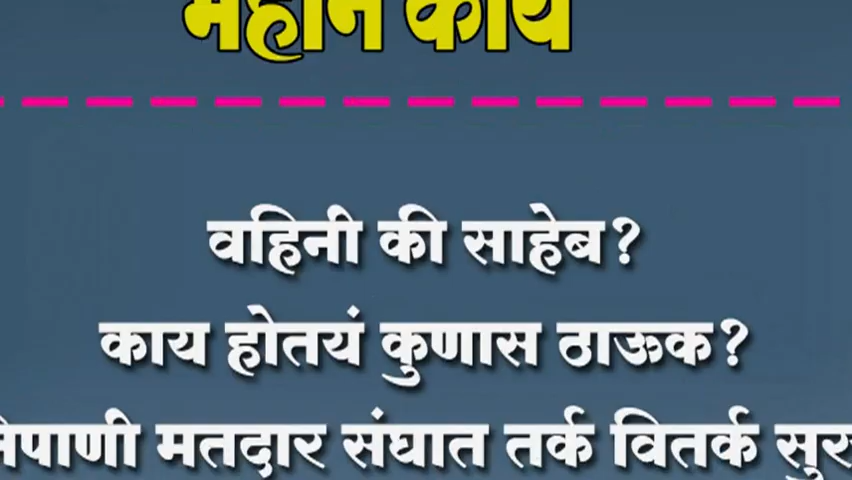 महान कार्य
वहिनी की साहेब?
काय होतयं कुणास ठाऊक?
मतदार संघात तर्क वितर्क